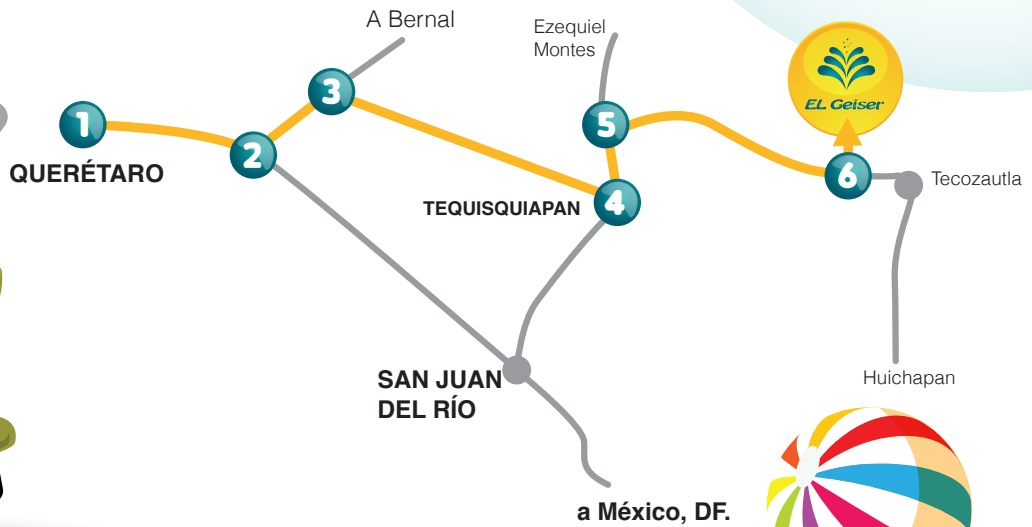 A Bernal
Ezequiel
Montes
EL Geiser
1
2
3
4
5
6
QUERÉTARO
TEQUISQUIAPAN
Tecozautla
SAN JUAN
DEL RÍO
Huichapan
a México, DF.